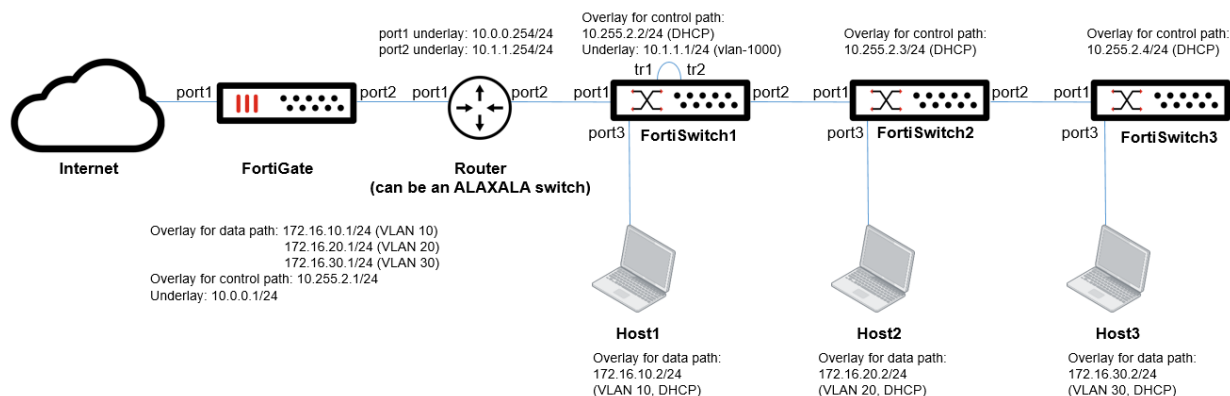 Overlay for control path:
10.255.2.2/24 (DHCP)
Underlay: 10.1.1.1/24 (vlan-1000)
port1 underlay: 10.0.0.254/24
port2 underlay: 10.1.1.254/24
Overlay for control path:
10.255.2.3/24 (DHCP)
Overlay for control path:
10.255.2.4/24 (DHCP)
tr1
tr2
port1
port2
port1
port2
port1
port2
port1
port2
port1
port3
port3
port3
Internet
FortiGate
Router
(can be an ALAXALA switch)
FortiSwitch1
FortiSwitch2
FortiSwitch3
Overlay for data path: 172.16.10.1/24 (VLAN 10)
172.16.20.1/24 (VLAN 20)
172.16.30.1/24 (VLAN 30)
Overlay for control path: 10.255.2.1/24
Underlay: 10.0.0.1/24
Host1
Overlay for data path:
172.16.10.2/24
(VLAN 10, DHCP)
Host2
Overlay for data path:
172.16.20.2/24
(VLAN 20, DHCP)
Host3
Overlay for data path:
172.16.30.2/24
(VLAN 30, DHCP)